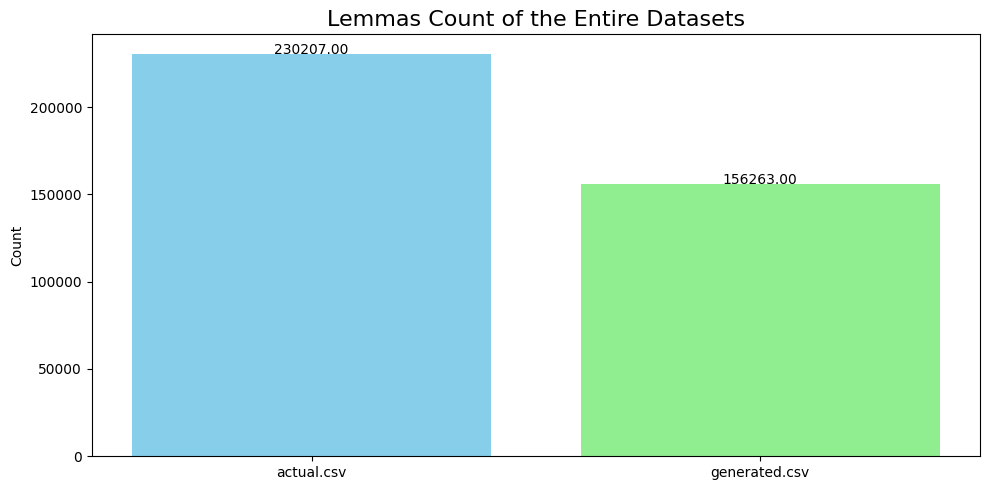 Lemmas Count of the Entire Datasets
230207.00
200000
156263.00
150000
Count
100000
50000
0
actual.csv
generated.csv